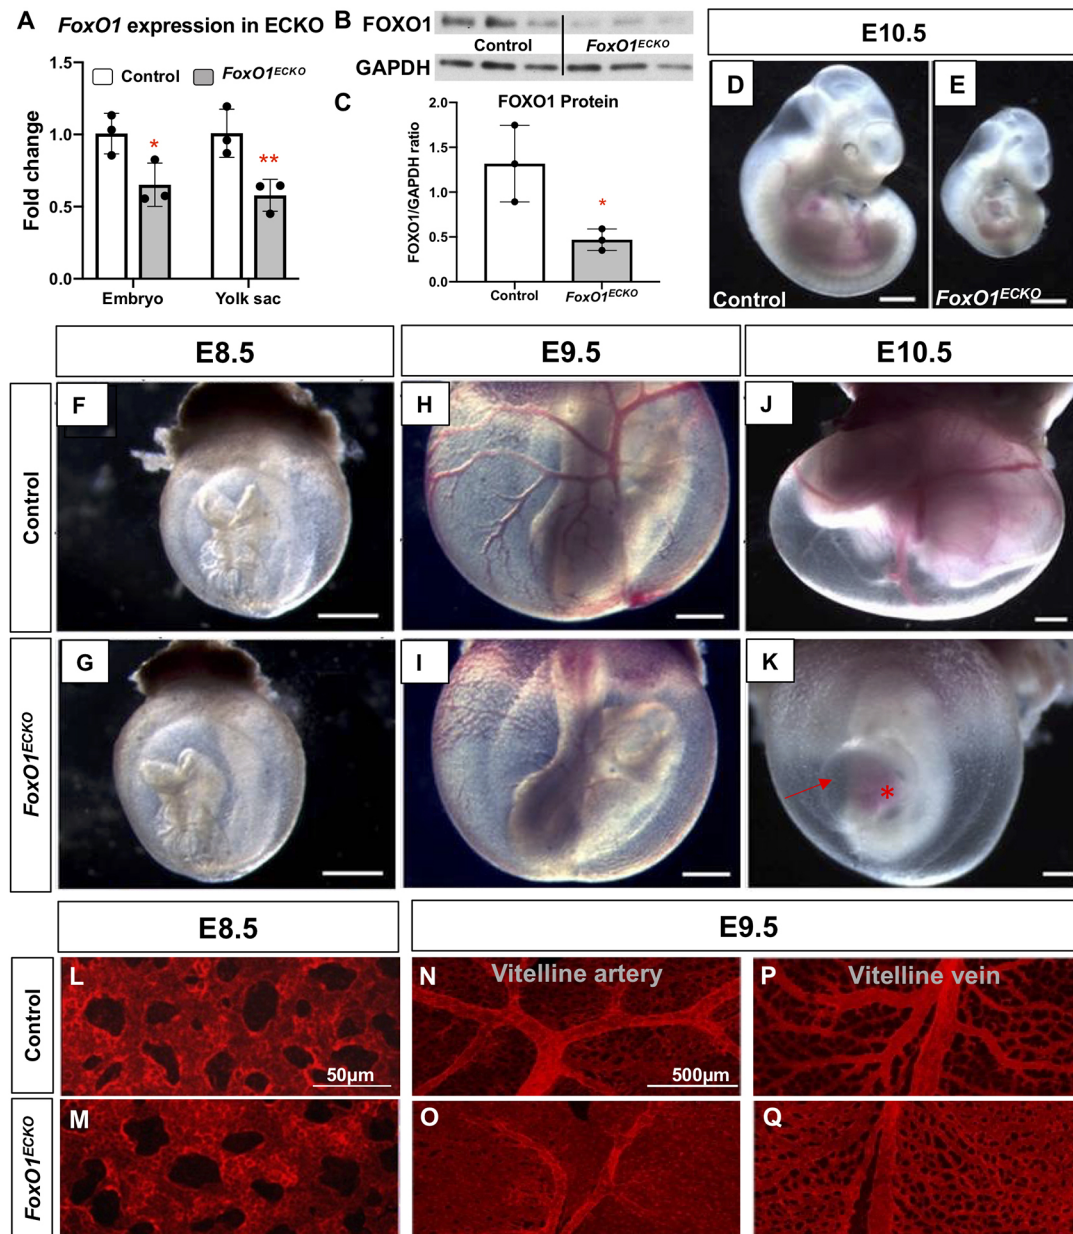 A
FoxO1 expression in ECKO
Control
FoxO1ECKO
Fold change
1.5
1.0
0.5
0.0
*
**
Embryo
Yolk sac
B
FOXO1
Control
FoxO1ECKO
GAPDH
C
FOXO1 Protein
FOXO1/GAPDH ratio
2.0
1.5
1.0
0.5
0.0
*
Control
FoxO1ECKO
E10.5
D
Control
E
FoxO1ECKO
E8.5
E9.5
E10.5
Control
F
H
J
FoxO1ECKO
G
I
K
*
E8.5
E9.5
Control
L
50µm
N
Vitelline artery
500µm
P
Vitelline vein
FoxO1ECKO
M
O
Q